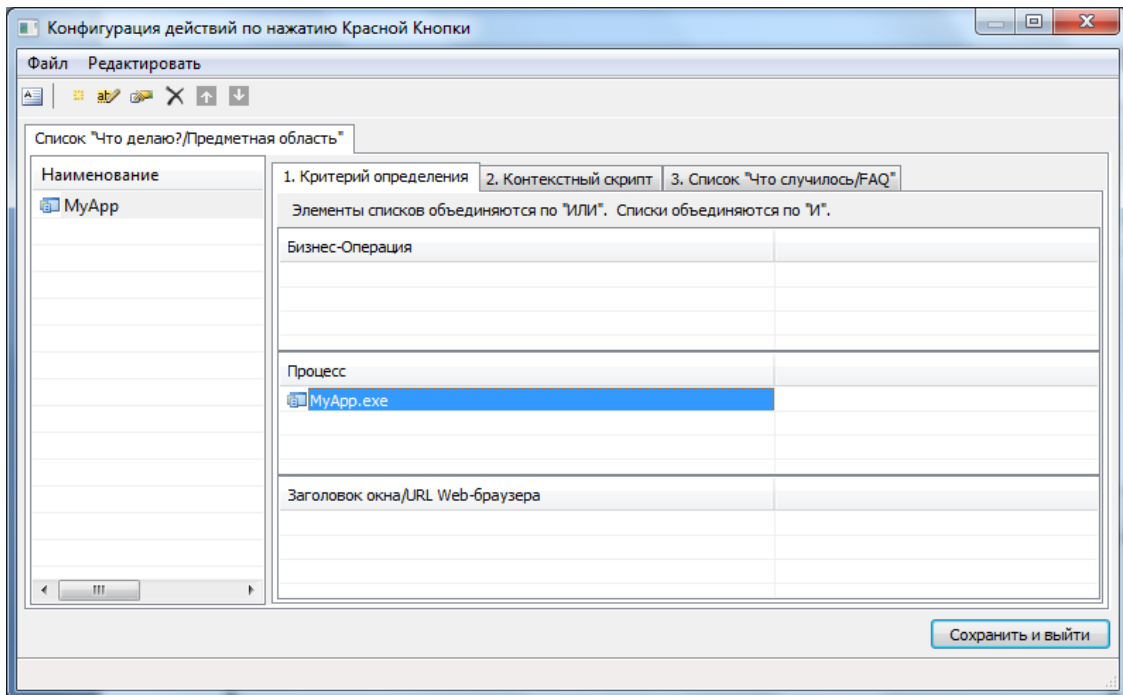 Конфигурация действий по нажатию Красной Кнопки
Файл Редактировать
Список "Что делаю?/Предметная область"
Наименование
MyApp
1. Критерий определения 2. Контекстный скрипт 3. Список "Что случилось/FAQ"
Элементы списков объединяются по "ИЛИ". Списки объединяются по "И".
Бизнес-Операция
Процесс
MyApp.exe
Заголовок окна/URL Web-браузера
Сохранить и выйти